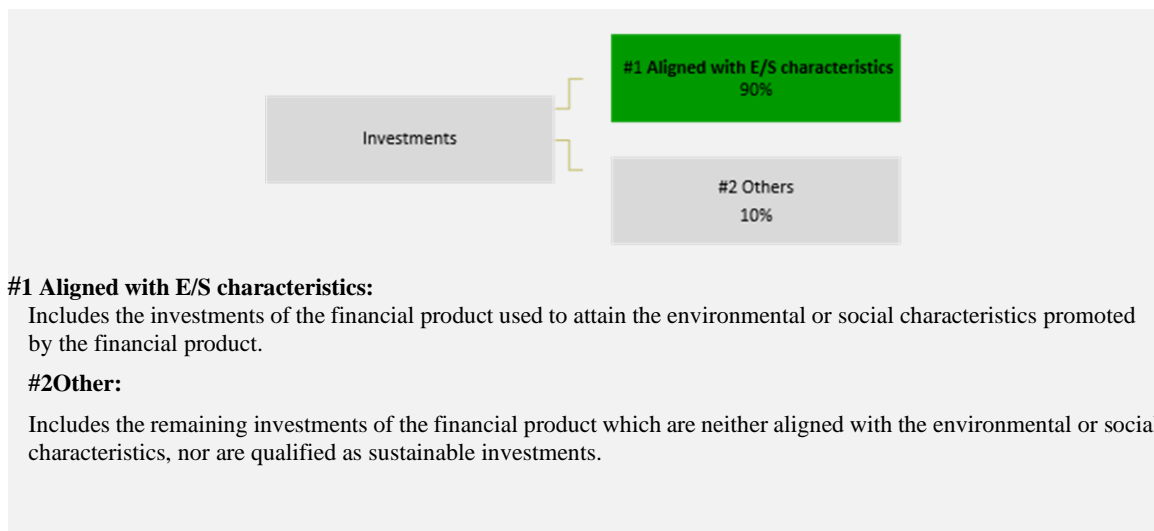 #1 Aligned with E/S characteristics
90%
Investments
#2 Others
10%
#1 Aligned with E/S characteristics:
Includes the investments of the financial product used to attain the environmental or social characteristics promoted
by the financial product.
#2Other:
Includes the remaining investments of the financial product which are neither aligned with the environmental or social
characteristics, nor are qualified as sustainable investments.